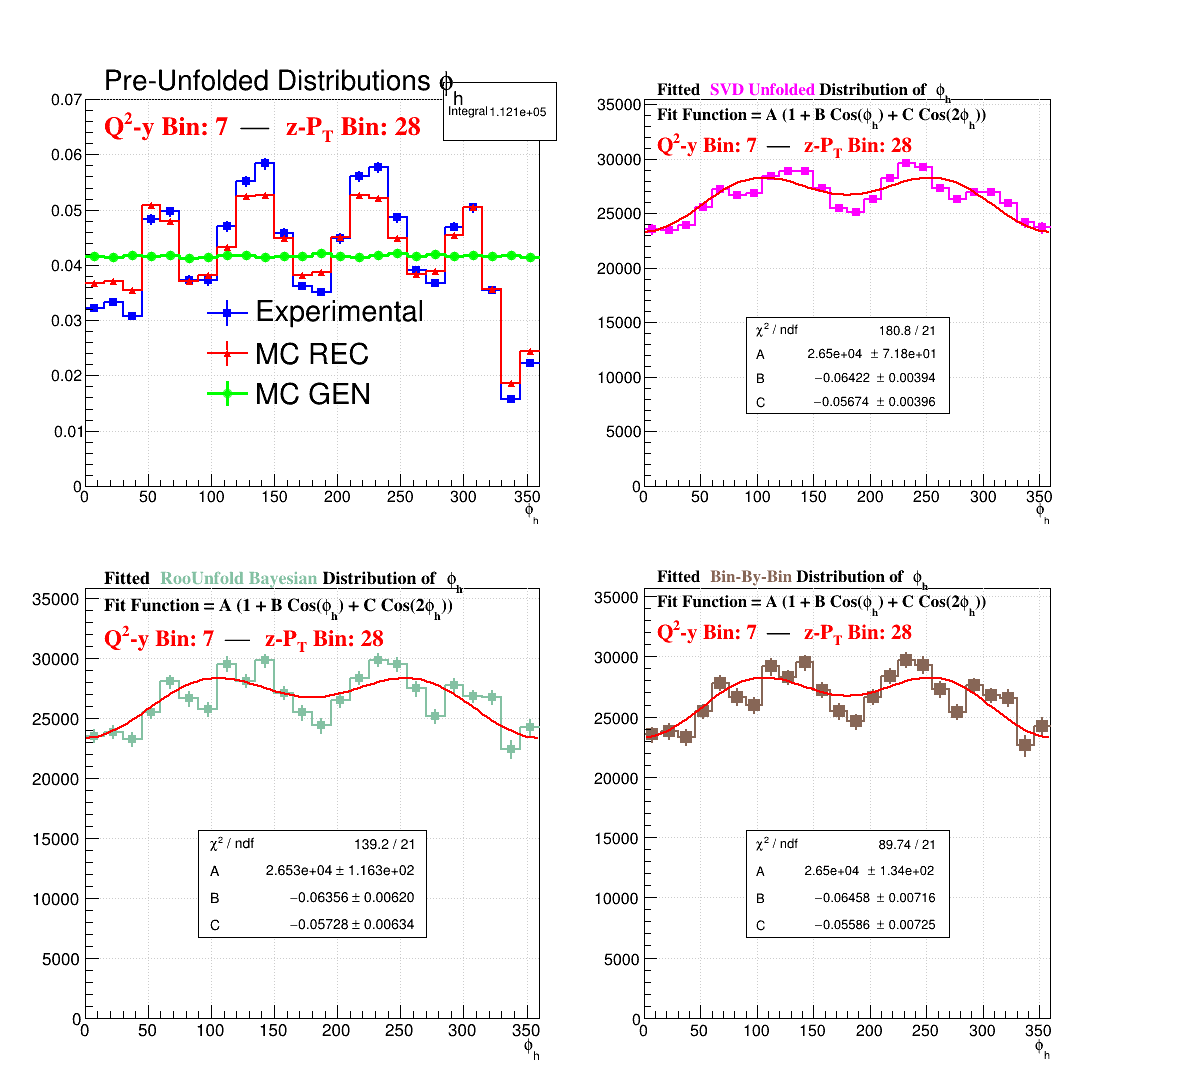 Pre-Unfolded Distributions ϕh
Integral 1.121e+05
Q²-y Bin: 7 — z-PT Bin: 28
0.07
0.06
0.05
0.04
0.03
0.02
0.01
0
Experimental
MC REC
MC GEN
0 50 100 150 200 250 300 350
ϕh
Fitted SVD Unfolded Distribution of ϕh
Fit Function = A (1 + B Cos(ϕh) + C Cos(2ϕh))
Q²-y Bin: 7 — z-PT Bin: 28
35000
30000
25000
20000
15000
10000
5000
0
χ² / ndf 180.8 / 21
A 2.65e+04 ± 7.18e+01
B −0.06422 ± 0.00394
C −0.05674 ± 0.00396
0 50 100 150 200 250 300 350
ϕh
Fitted RooUnfold Bayesian Distribution of ϕh
Fit Function = A (1 + B Cos(ϕh) + C Cos(2ϕh))
Q²-y Bin: 7 — z-PT Bin: 28
35000
30000
25000
20000
15000
10000
5000
0
χ² / ndf 139.2 / 21
A 2.653e+04 ± 1.163e+02
B −0.06356 ± 0.00620
C −0.05728 ± 0.00634
0 50 100 150 200 250 300 350
ϕh
Fitted Bin-By-Bin Distribution of ϕh
Fit Function = A (1 + B Cos(ϕh) + C Cos(2ϕh))
Q²-y Bin: 7 — z-PT Bin: 28
35000
30000
25000
20000
15000
10000
5000
0
χ² / ndf 89.74 / 21
A 2.65e+04 ± 1.34e+02
B −0.06458 ± 0.00716
C −0.05586 ± 0.00725
0 50 100 150 200 250 300 350
ϕh